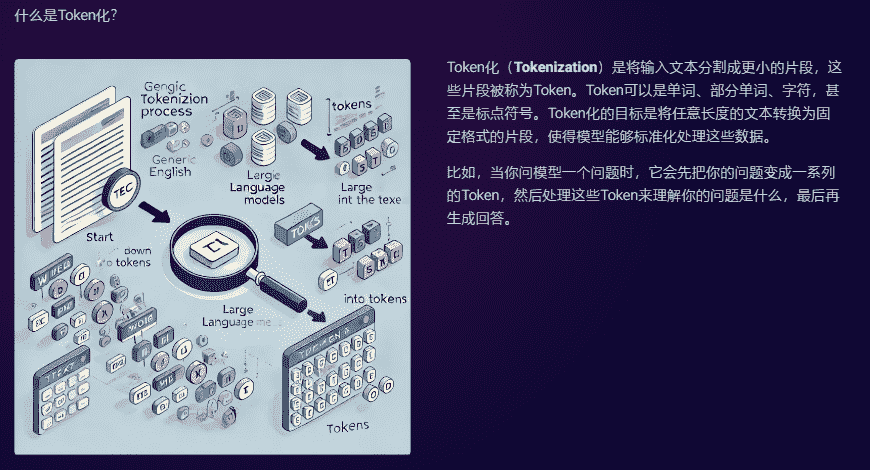 什么是Token化？
Gengic
Tokenizion
process
Generic
English
tokens
Large
Language
models
Large
int the texe
TEC
Start
down
tokens
TOKCS
Large
Language
into tokens
Tokens
Token化（Tokenization）是将输入文本分割成更小的片段，这
些片段被称为Token。Token可以是单词、部分单词、字符，甚
至是标点符号。Token化的目标是将任意长度的文本转换为固
定格式的片段，使得模型能够标准化处理这些数据。
比如，当你问模型一个问题时，它会先把你的问题变成一系列
的Token，然后处理这些Token来理解你的问题是什么，最后再
生成回答。